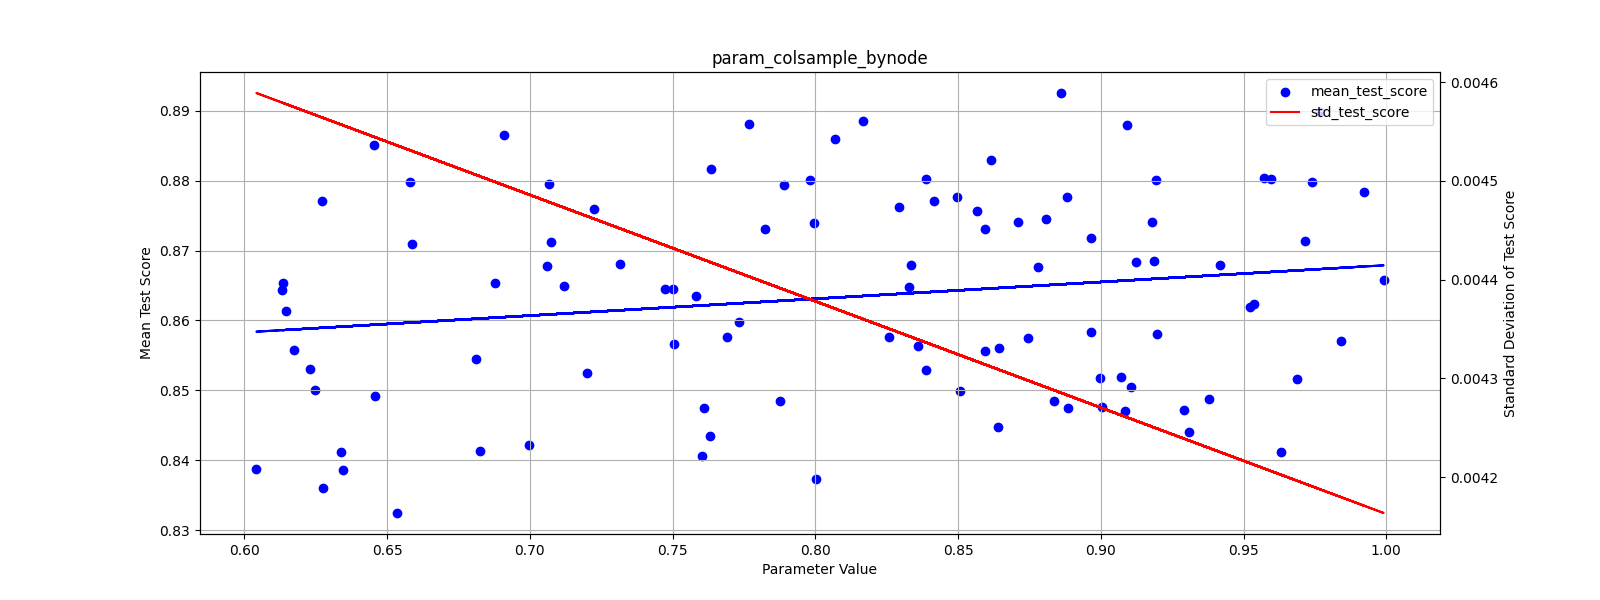 param_colsample_bynode
mean_test_score
std_test_score
0.89
0.88
0.87
0.86
0.85
0.84
0.83
Mean Test Score
0.0046
0.0045
0.0044
0.0043
0.0042
Standard Deviation of Test Score
0.60 0.65 0.70 0.75 0.80 0.85 0.90 0.95 1.00
Parameter Value